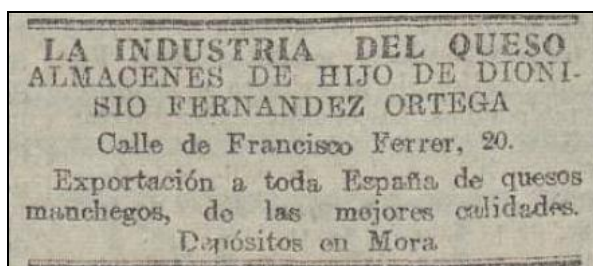 LA INDUSTRIA DEL QUESO
ALMACENES DE HIJO DE DIONI-
SIO FERNANDEZ ORTEGA
Calle de Francisco Ferrer, 20.
Exportación a toda España de quesos
manchegos, de las mejores calidades.
Depósitos en Mora